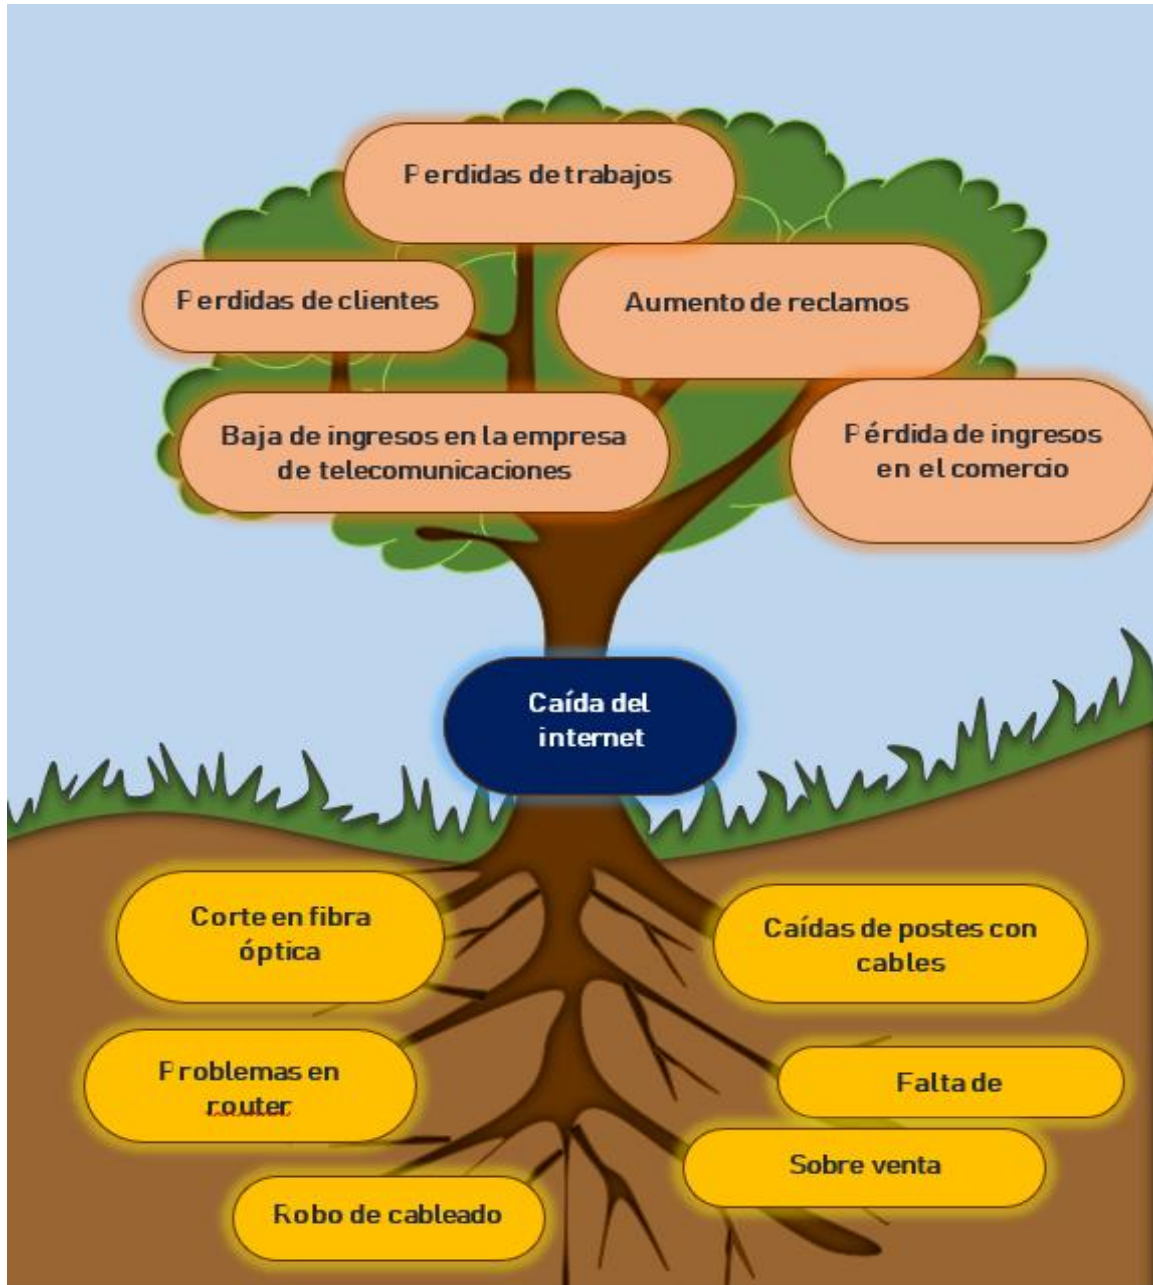 Perdidas de trabajos
Perdidas de clientes
Aumento de reclamos
Baja de ingresos en la empresa
de telecomunicaciones
Pérdida de ingresos
en el comercio
Caída del
internet
Corte en fibra
óptica
Caídas de postes con
cables
Problemas en
router
Falta de
Sobre venta
Robo de cableado